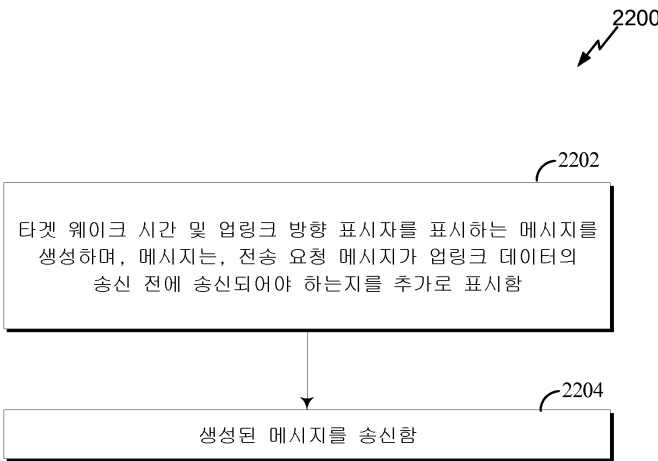 2200
2202
타겟 웨이크 시간 및 업링크 방향 표시자를 표시하는 메시지를
생성하며, 메시지는, 전송 요청 메시지가 업링크 데이터의
송신 전에 송신되어야 하는지를 추가로 표시함
2204
생성된 메시지를 송신함